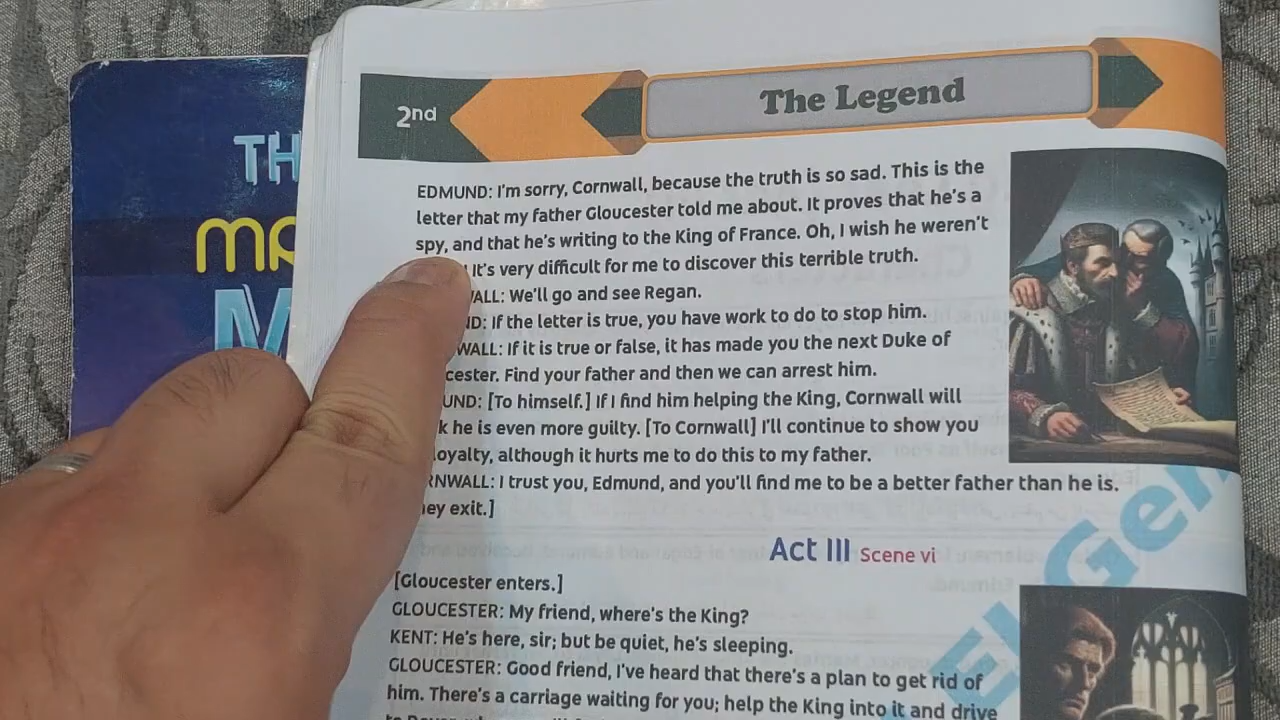 TH
MA
M
2nd
The Legend
EDMUND: I'm sorry, Cornwall, because the truth is so sad. This is the
letter that my father Gloucester told me about. It proves that he's a
spy, and that he's writing to the King of France. Oh, I wish he weren't
It's very difficult for me to discover this terrible truth.
WALL: We'll go and see Regan.
ND: If the letter is true, you have work to do to stop him.
WALL: If it is true or false, it has made you the next Duke of
cester. Find your father and then we can arrest him.
UND: [To himself.] If I find him helping the King, Cornwall will
k he is even more guilty. [To Cornwall] I'll continue to show you
loyalty, although it hurts me to do this to my father.
RNWALL: I trust you, Edmund, and you'll find me to be a better father than he is.
ey exit.]
Act III Scene vi
[Gloucester enters.]
GLOUCESTER: My friend, where's the King?
KENT: He's here, sir; but be quiet, he's sleeping.
GLOUCESTER: Good friend, I've heard that there's a plan to get rid of
him. There's a carriage waiting for you; help the King into it and drive
EL Gen